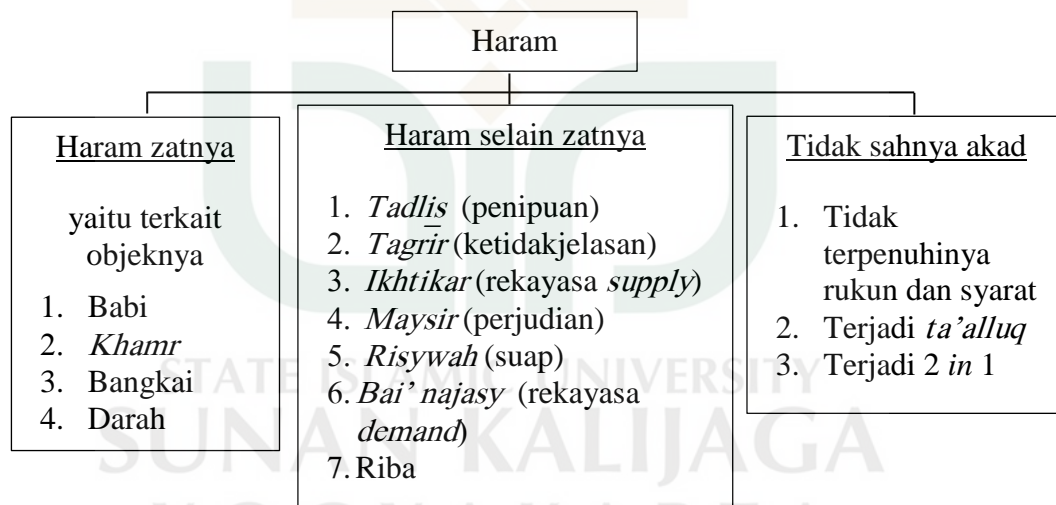 Haram
Haram zatnya
yaitu terkait
objeknya
1. Babi
2. Khamr
3. Bangkai
4. Darah
Haram selain zatnya
1. Tadlis (penipuan)
2. Tagrīr (ketidakjelasan)
3. Ikhtikar (rekayasa supply)
4. Maysir (perjudian)
5. Risywah (suap)
6. Bai’ najasy (rekayasa
demand)
7. Riba
Tidak sahnya akad
1. Tidak
terpenuhinya
rukun dan syarat
2. Terjadi ta’alluq
3. Terjadi 2 in 1
STATE ISLAMIC UNIVERSITY
SUNAN KALIJAGA